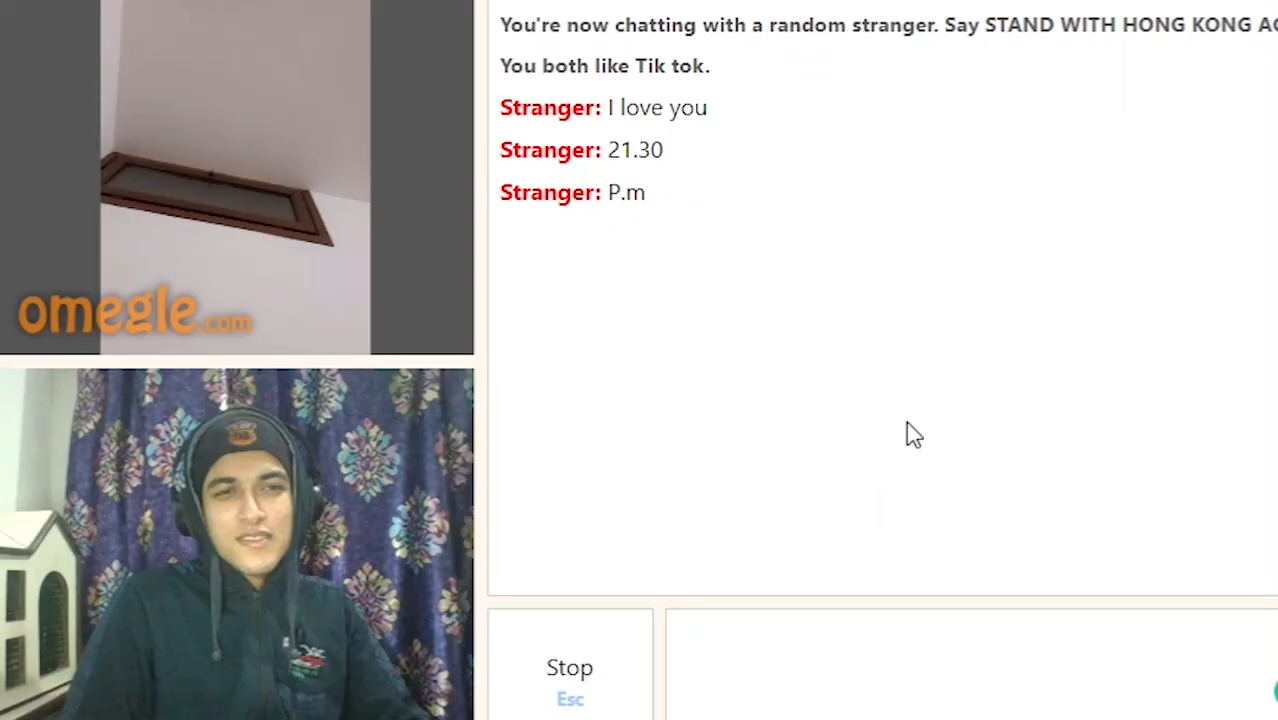 You're now chatting with a random stranger. Say STAND WITH HONG KONG
You both like Tik tok.
Stranger: I love you
Stranger: 21.30
Stranger: P.m
omegle.com
Stop
Esc